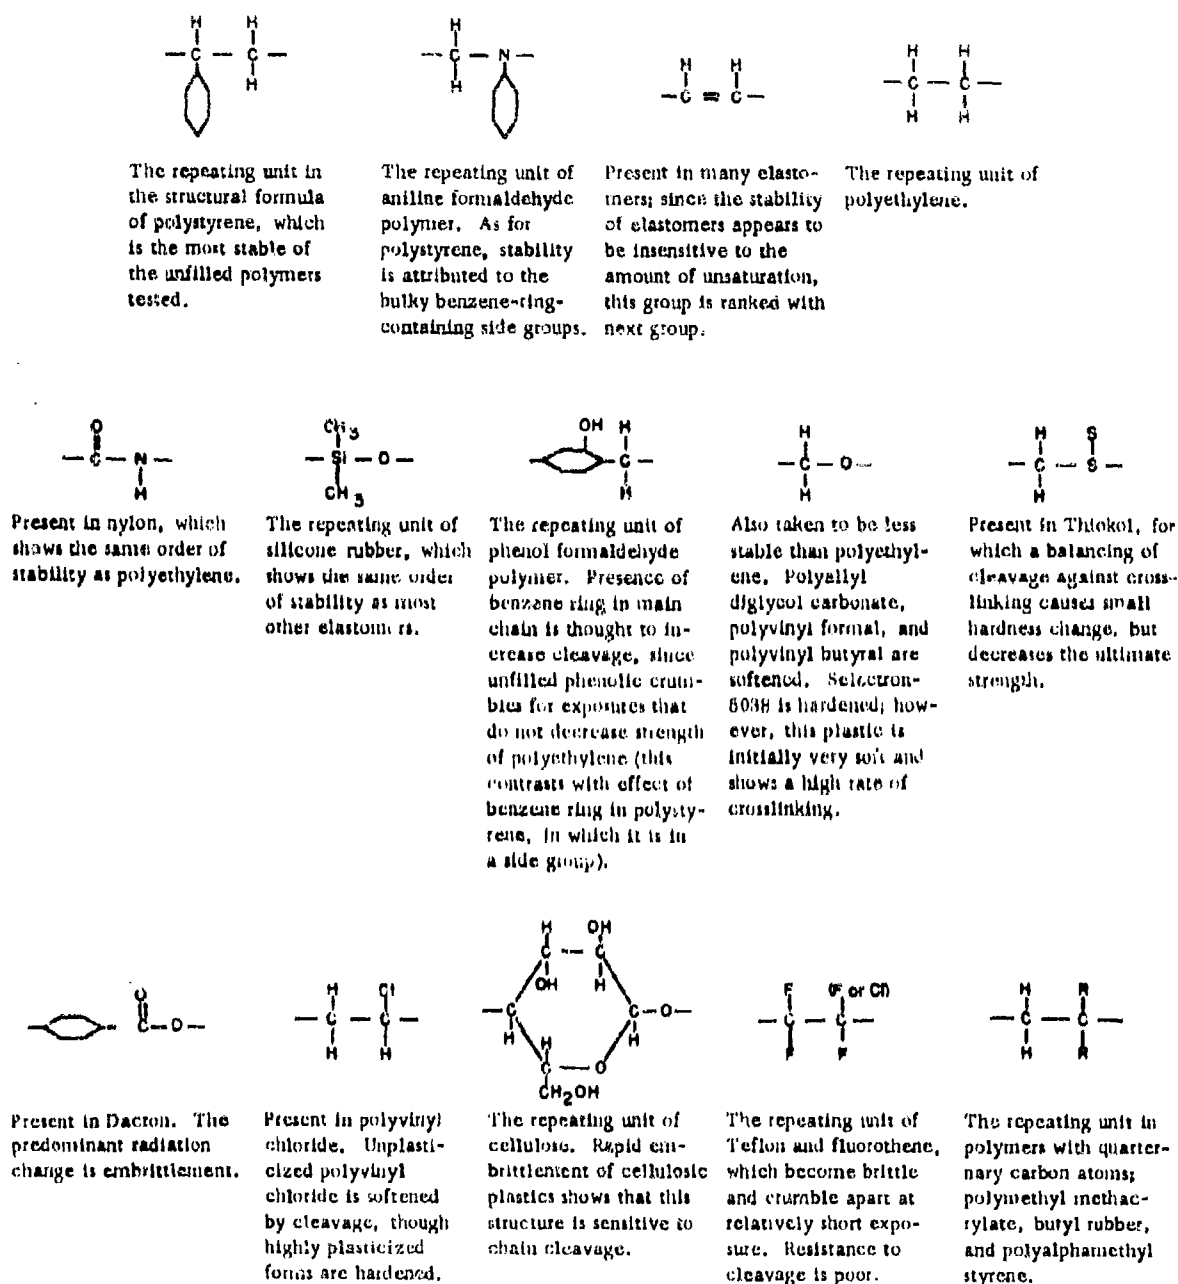 The repeating unit in
the structural formula
of polystyrene, which
is the most stable of
the unfilled polymers
tested.
The repeating unit of
aniline formaldehyde
polymer. As for
polystyrene, stability
is attributed to the
bulky benzene-ring-
containing side groups.
Present in many elasto-
mers; since the stability
of elastomers appears to
be insensitive to the
amount of unsaturation,
this group is ranked with
next group.
The repeating unit of
polyethylene.
Present in nylon, which
shows the same order of
stability as polyethylene.
The repeating unit of
silicone rubber, which
shows the same order
of stability as most
other elastom rs.
The repeating unit of
phenol formaldehyde
polymer. Presence of
benzene ring in main
chain is thought to in-
crease cleavage, since
unfilled phenolic crum-
bles for exposures that
do not decrease strength
of polyethylene (this
contrasts with effect of
benzene ring in polysty-
rene, in which it is in
a side group).
Also taken to be less
stable than polyethyl-
ene. Polyallyl
diglycol carbonate,
polyvinyl formal, and
polyvinyl butyral are
softened. Selectron-
5038 is hardened; how-
ever, this plastic is
initially very soft and
shows a high rate of
crosslinking.
Present in Thiokol, for
which a balancing of
cleavage against cross-
linking causes small
hardness change, but
decreases the ultimate
strength.
Present in Dacron. The
predominant radiation
change is embrittlement.
Present in polyvinyl
chloride. Unplasti-
cized polyvinyl
chloride is softened
by cleavage, though
highly plasticized
forms are hardened.
The repeating unit of
cellulose. Rapid em-
brittlement of cellulosic
plastics shows that this
structure is sensitive to
chain cleavage.
The repeating unit of
Teflon and fluorothene,
which become brittle
and crumble apart at
relatively short expo-
sure. Resistance to
cleavage is poor.
The repeating unit in
polymers with quarter-
nary carbon atoms;
polymethyl methac-
rylate, butyl rubber,
and polyalphamethyl
styrene.